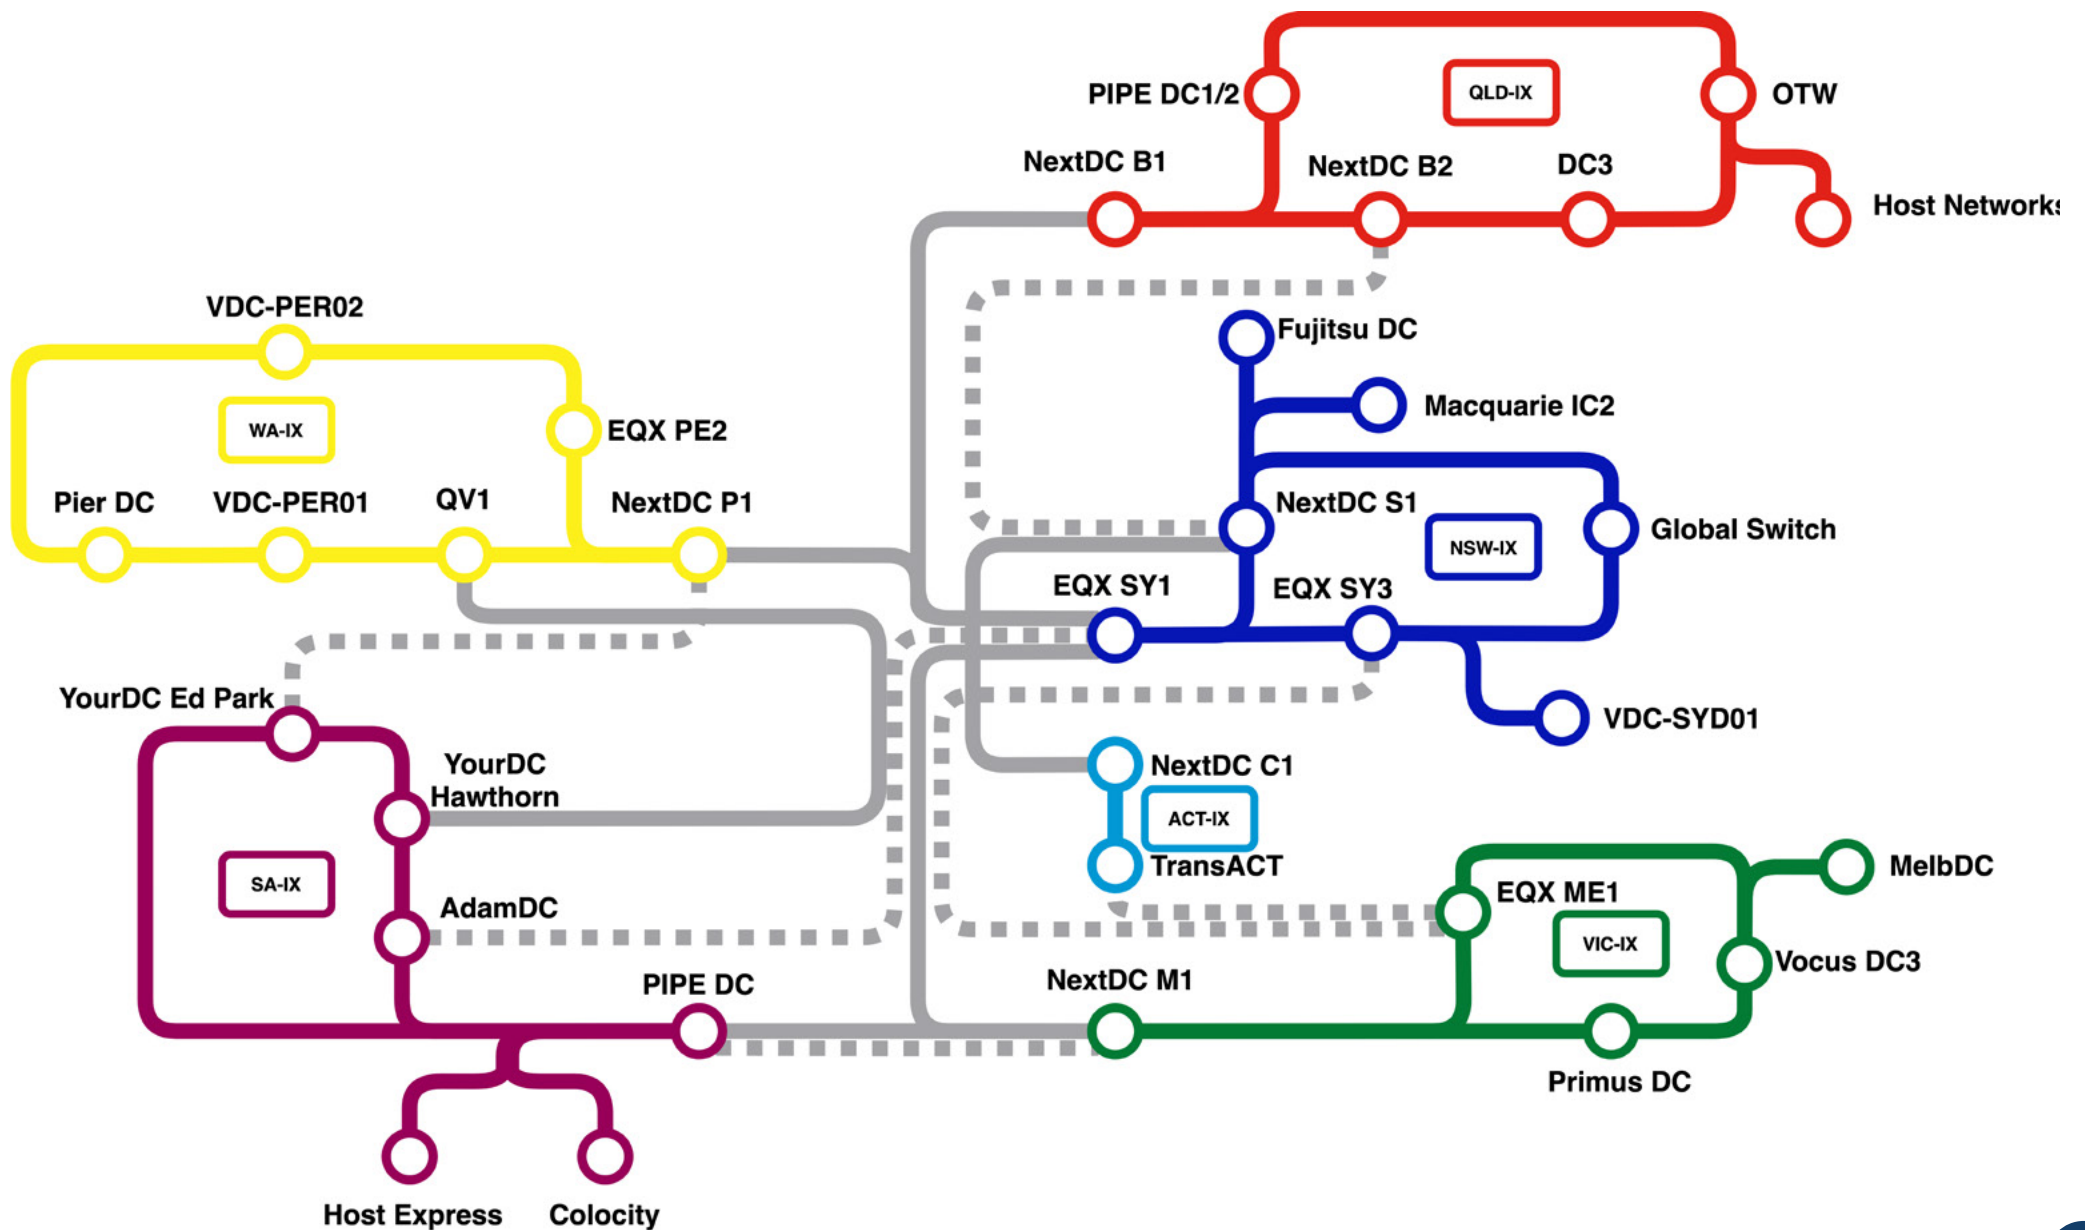 PIPE DC1/2
QLD-IX
OTW
NextDC B1
NextDC B2
DC3
Host Networks
VDC-PER02
Fujitsu DC
Macquarie IC2
WA-IX
EQX PE2
Pier DC
VDC-PER01
QV1
NextDC P1
NextDC S1
NSW-IX
Global Switch
EQX SY1
EQX SY3
YourDC Ed Park
VDC-SYD01
YourDC
Hawthorn
NextDC C1
ACT-IX
TransACT
SA-IX
AdamDC
EQX ME1
MelbDC
VIC-IX
Vocus DC3
PIPE DC
NextDC M1
Primus DC
Host Express
Colocity